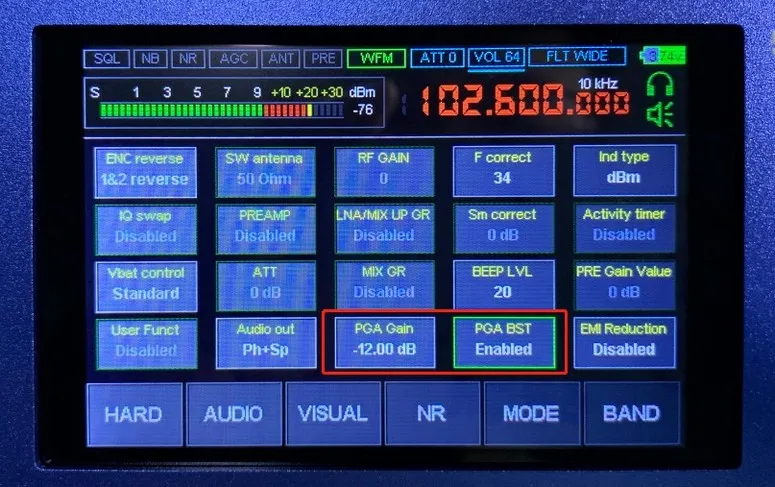 SQL NB NR AGC ANT PRE WFM ATT 0 VOL 64 FLT WIDE
S 1 3 5 7 9 +10 +20 +30 dBm
-76
10 kHz
102.600.000
ENC reverse SW antenna RF GAIN F correct Ind type
1&2 reverse 50 Ohm 0 34 dBm
IQ swap PREAMP LNA/MIX UP GR Sm correct Activity timer
Disabled Disabled Disabled 0 dB Disabled
Vbat control ATT MIX GR BEEP LVL PRE Gain Value
Standard 0 dB Disabled 20 0 dB
User Funct Audio out PGA Gain PGA BST EMI Reduction
Disabled Ph+Sp -12.00 dB Enabled Disabled
HARD AUDIO VISUAL NR MODE BAND